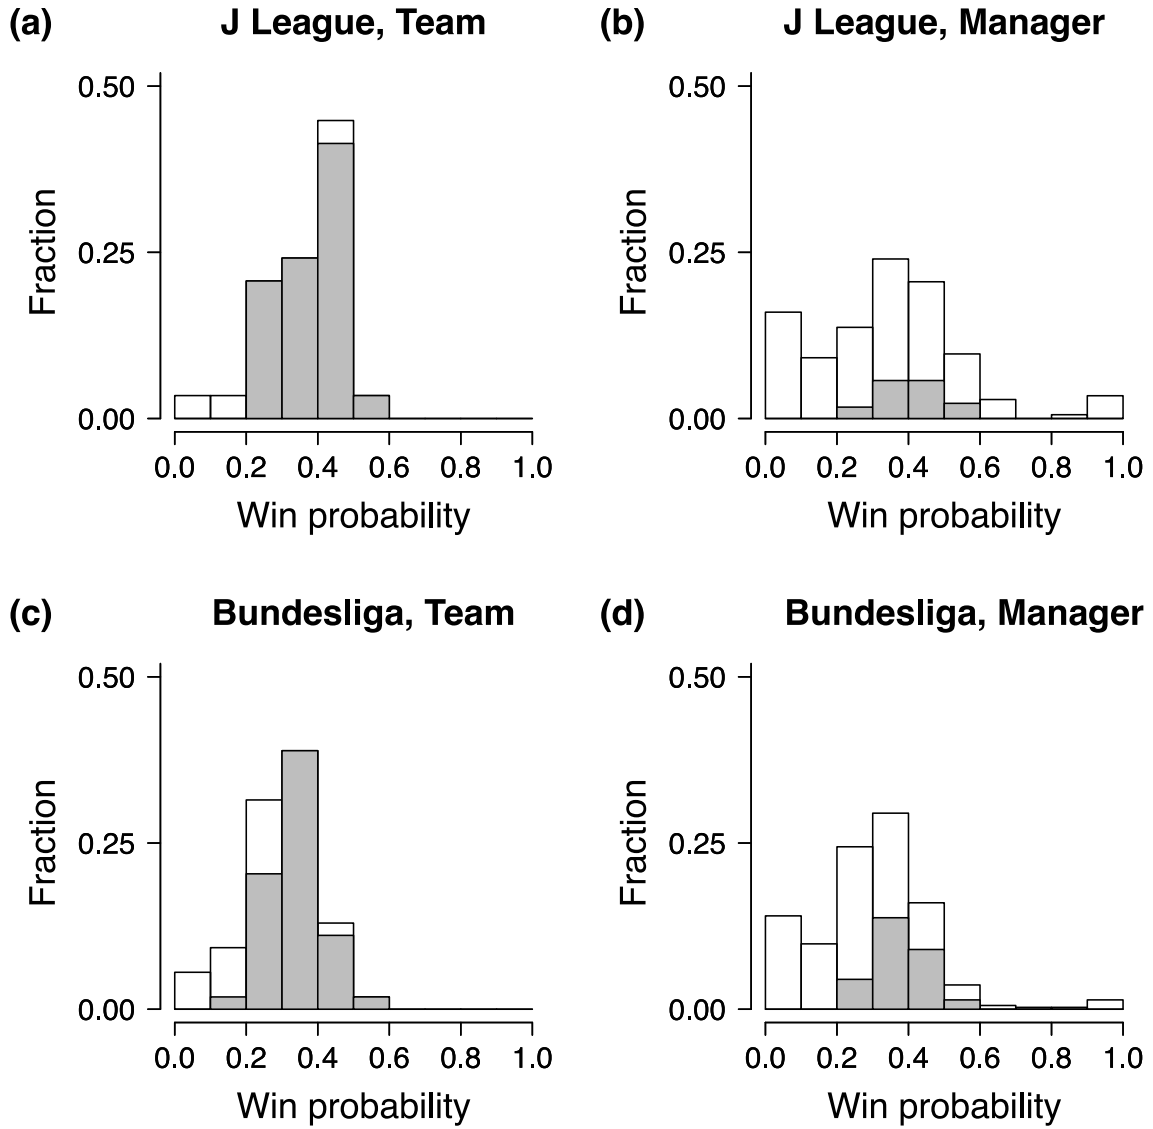 (a) J League, Team
0.50
0.25
0.00
Fraction
0.0 0.2 0.4 0.6 0.8 1.0
Win probability
(b) J League, Manager
0.50
0.25
0.00
Fraction
0.0 0.2 0.4 0.6 0.8 1.0
Win probability
(c) Bundesliga, Team
0.50
0.25
0.00
Fraction
0.0 0.2 0.4 0.6 0.8 1.0
Win probability
(d) Bundesliga, Manager
0.50
0.25
0.00
Fraction
0.0 0.2 0.4 0.6 0.8 1.0
Win probability